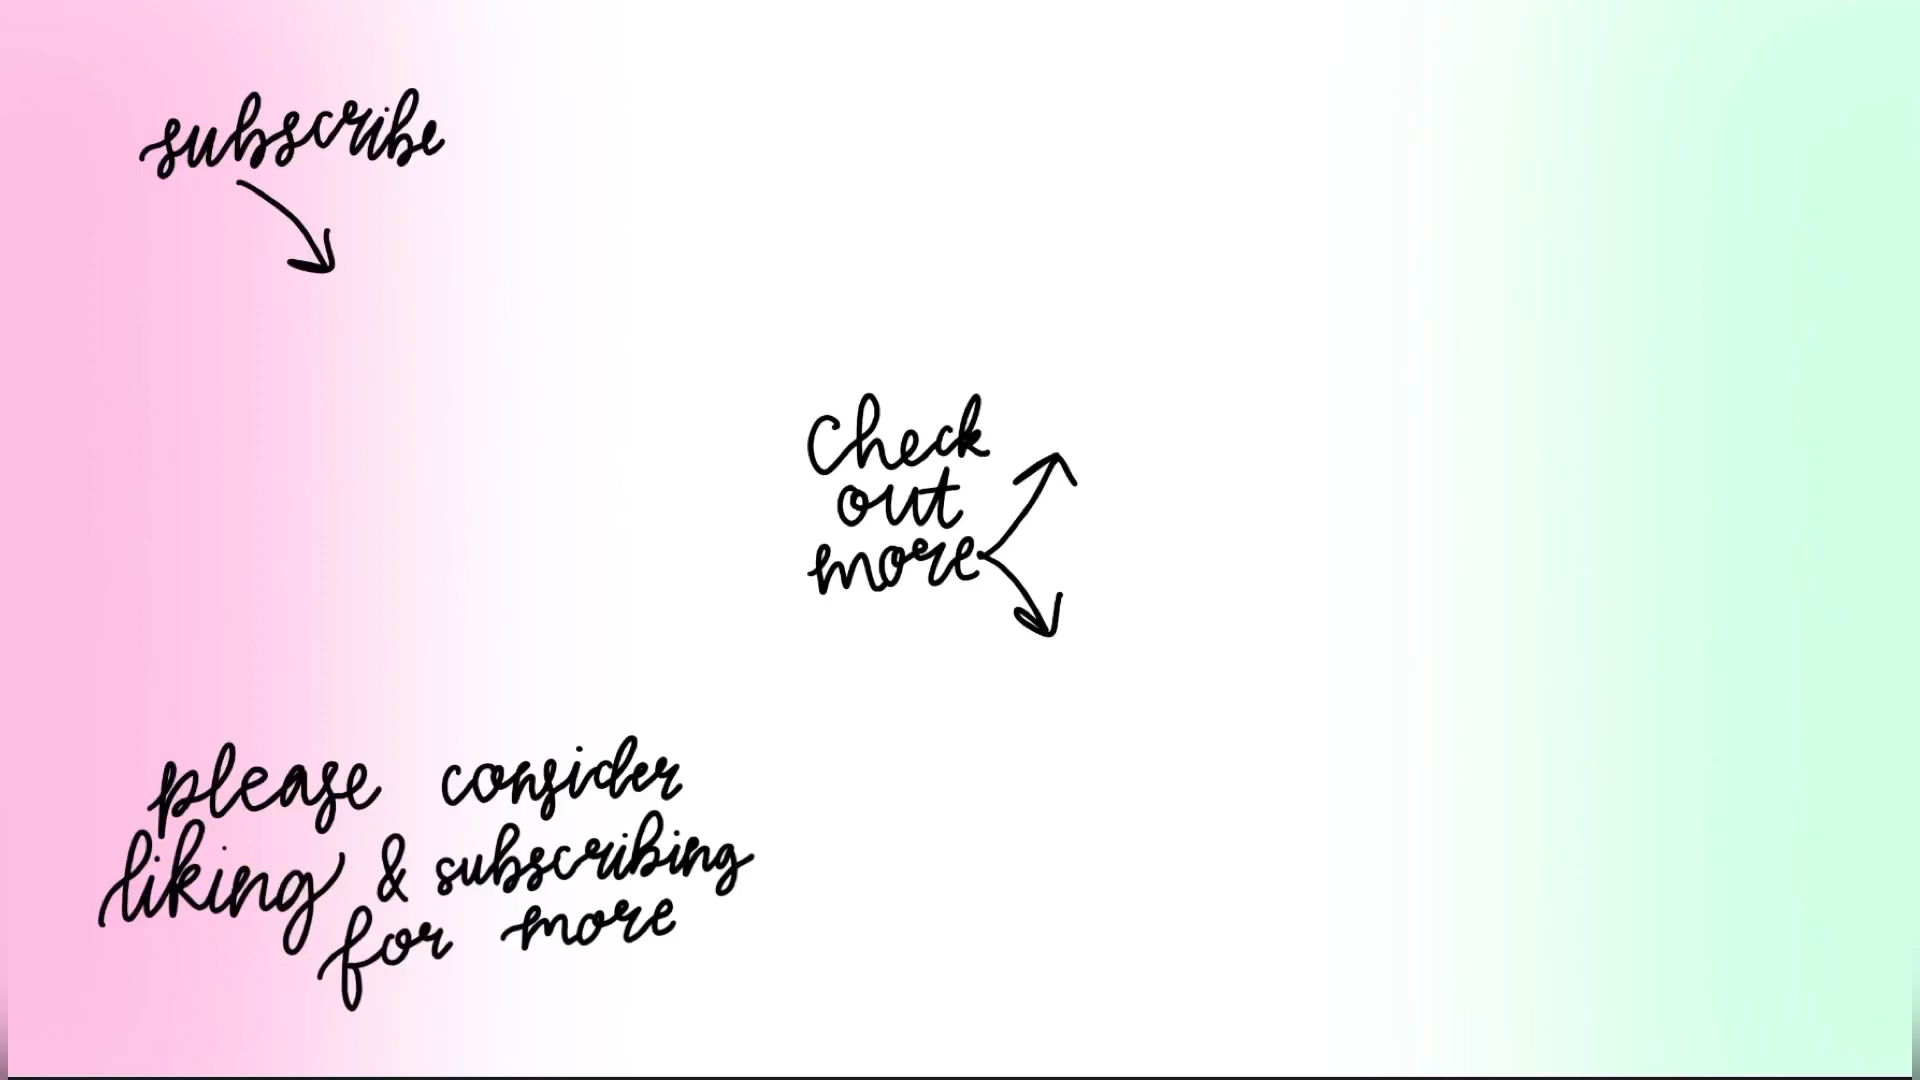 subscribe
Check
out
more
please consider
liking & subscribing
for more